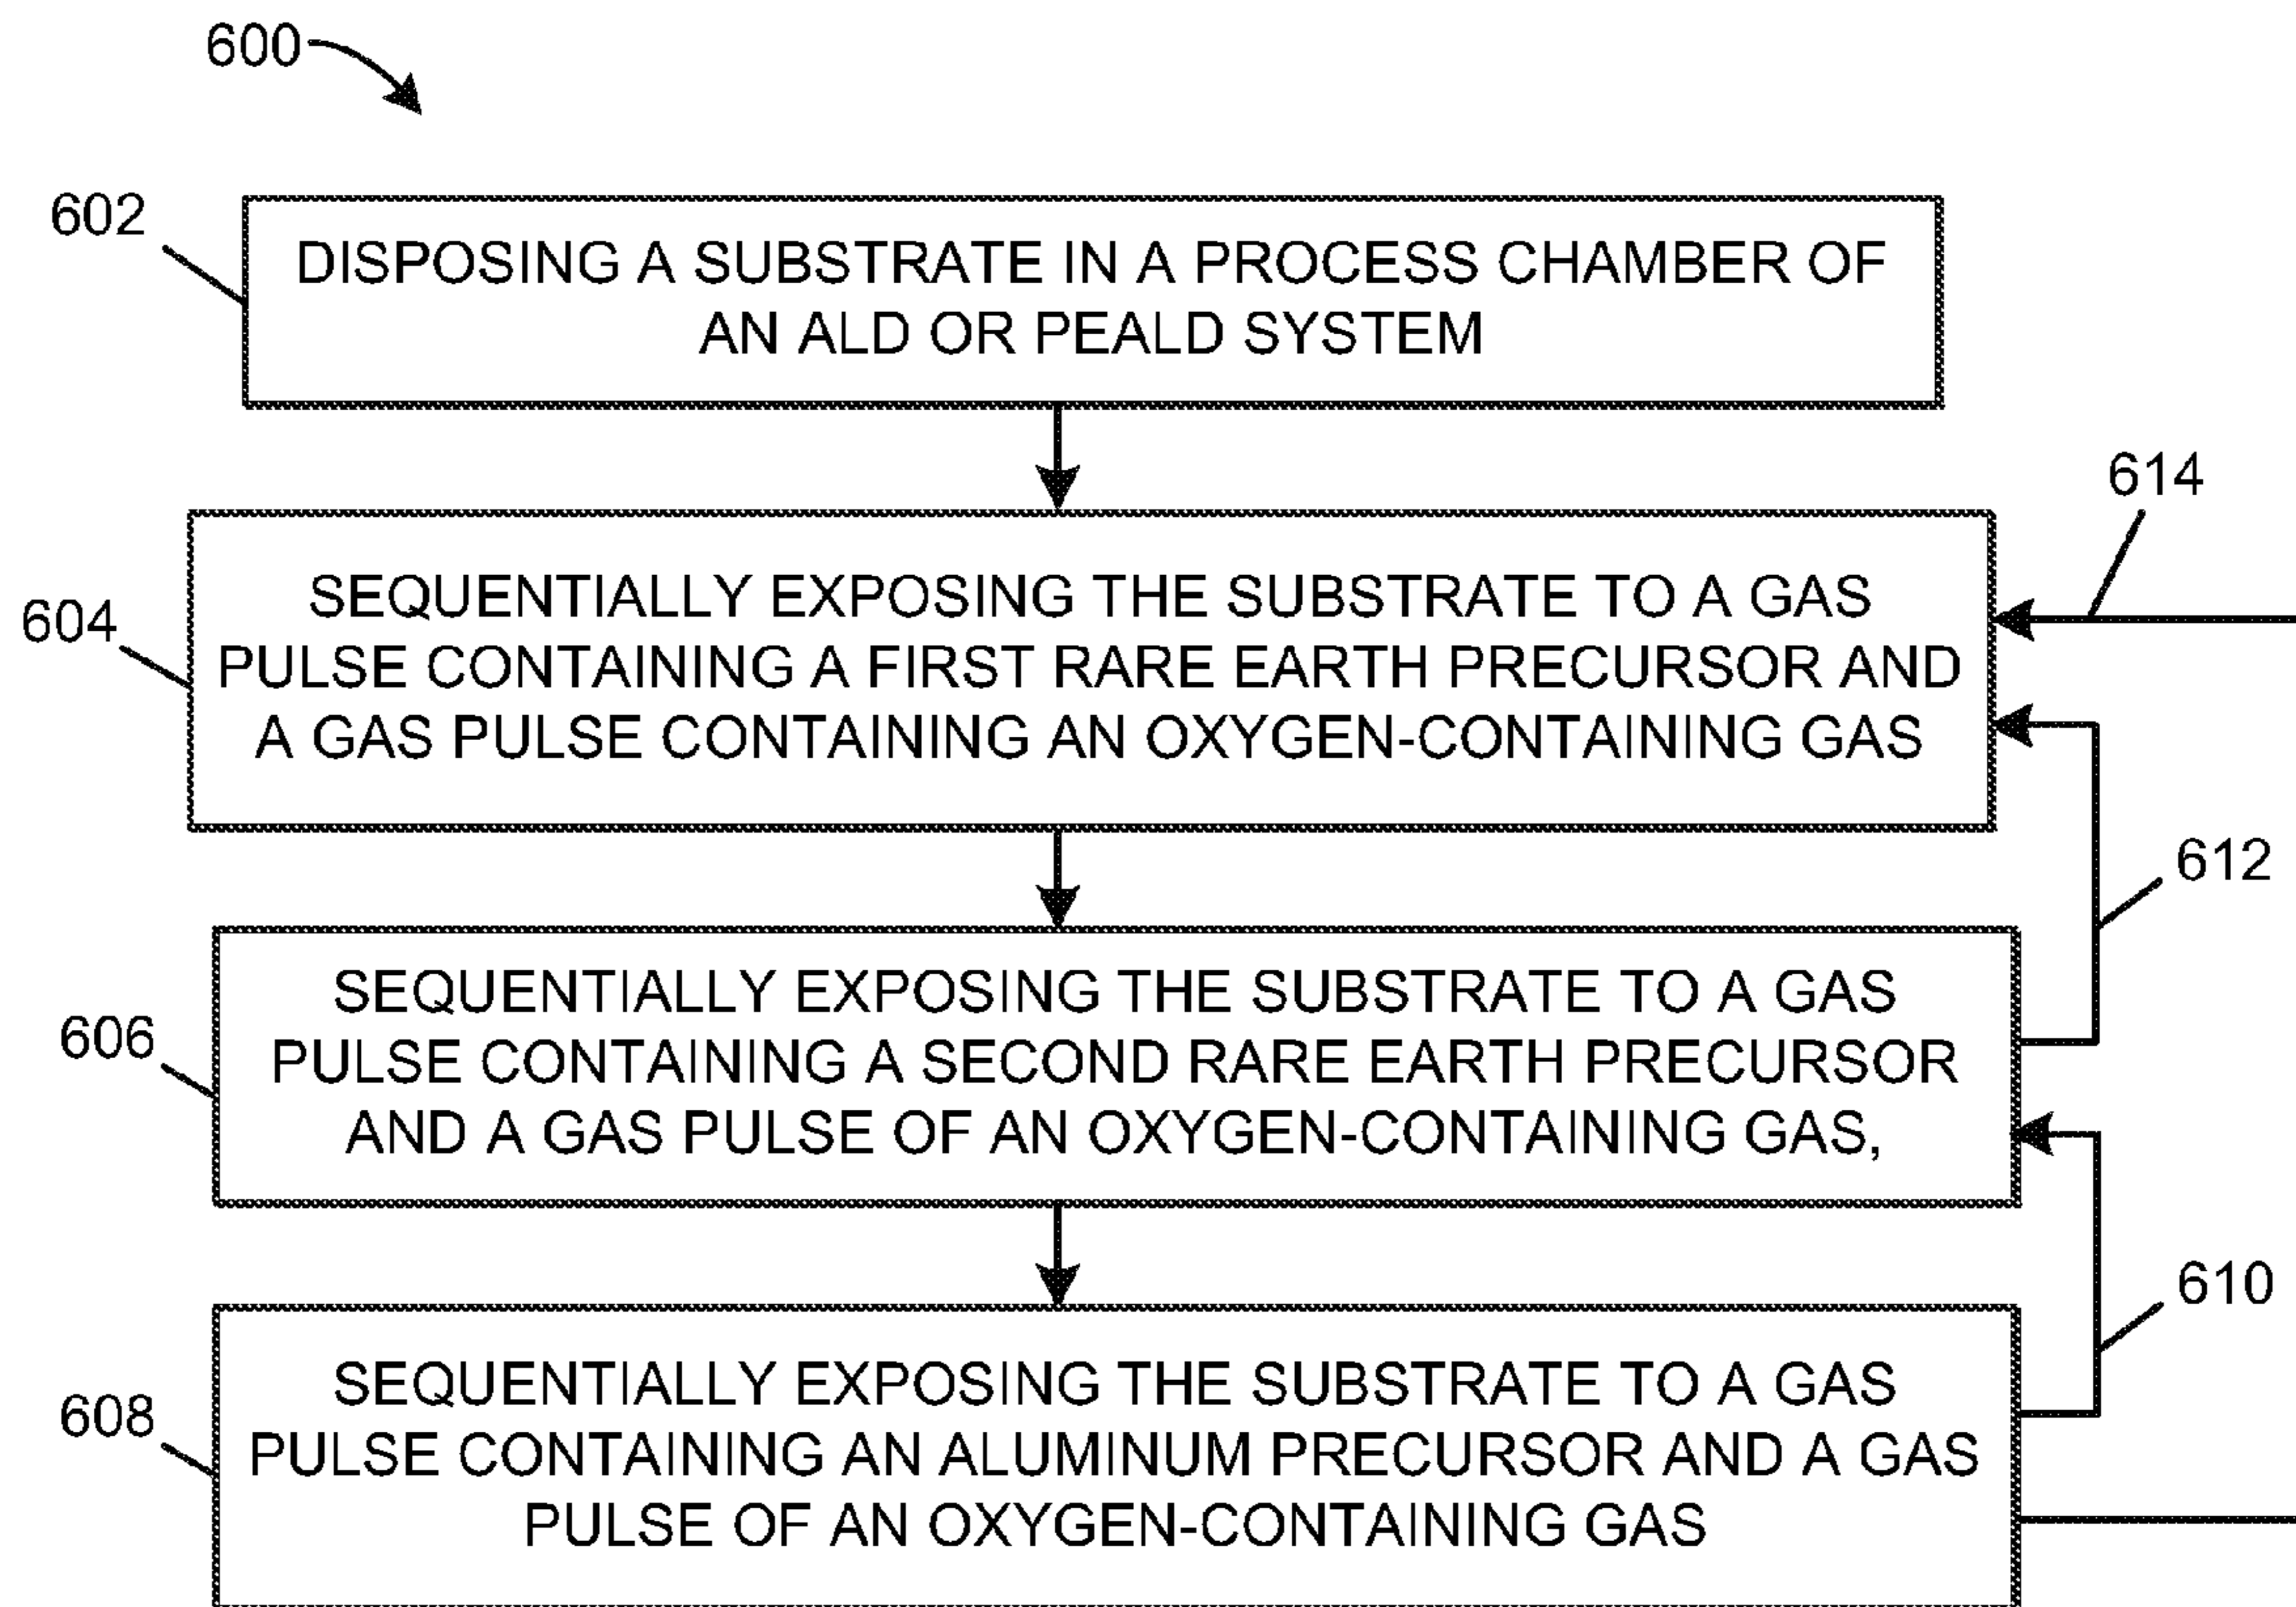 600
602
DISPOSING A SUBSTRATE IN A PROCESS CHAMBER OF
AN ALD OR PEALD SYSTEM
614
604
SEQUENTIALLY EXPOSING THE SUBSTRATE TO A GAS
PULSE CONTAINING A FIRST RARE EARTH PRECURSOR AND
A GAS PULSE CONTAINING AN OXYGEN-CONTAINING GAS
612
606
SEQUENTIALLY EXPOSING THE SUBSTRATE TO A GAS
PULSE CONTAINING A SECOND RARE EARTH PRECURSOR
AND A GAS PULSE OF AN OXYGEN-CONTAINING GAS,
610
608
SEQUENTIALLY EXPOSING THE SUBSTRATE TO A GAS
PULSE CONTAINING AN ALUMINUM PRECURSOR AND A GAS
PULSE OF AN OXYGEN-CONTAINING GAS